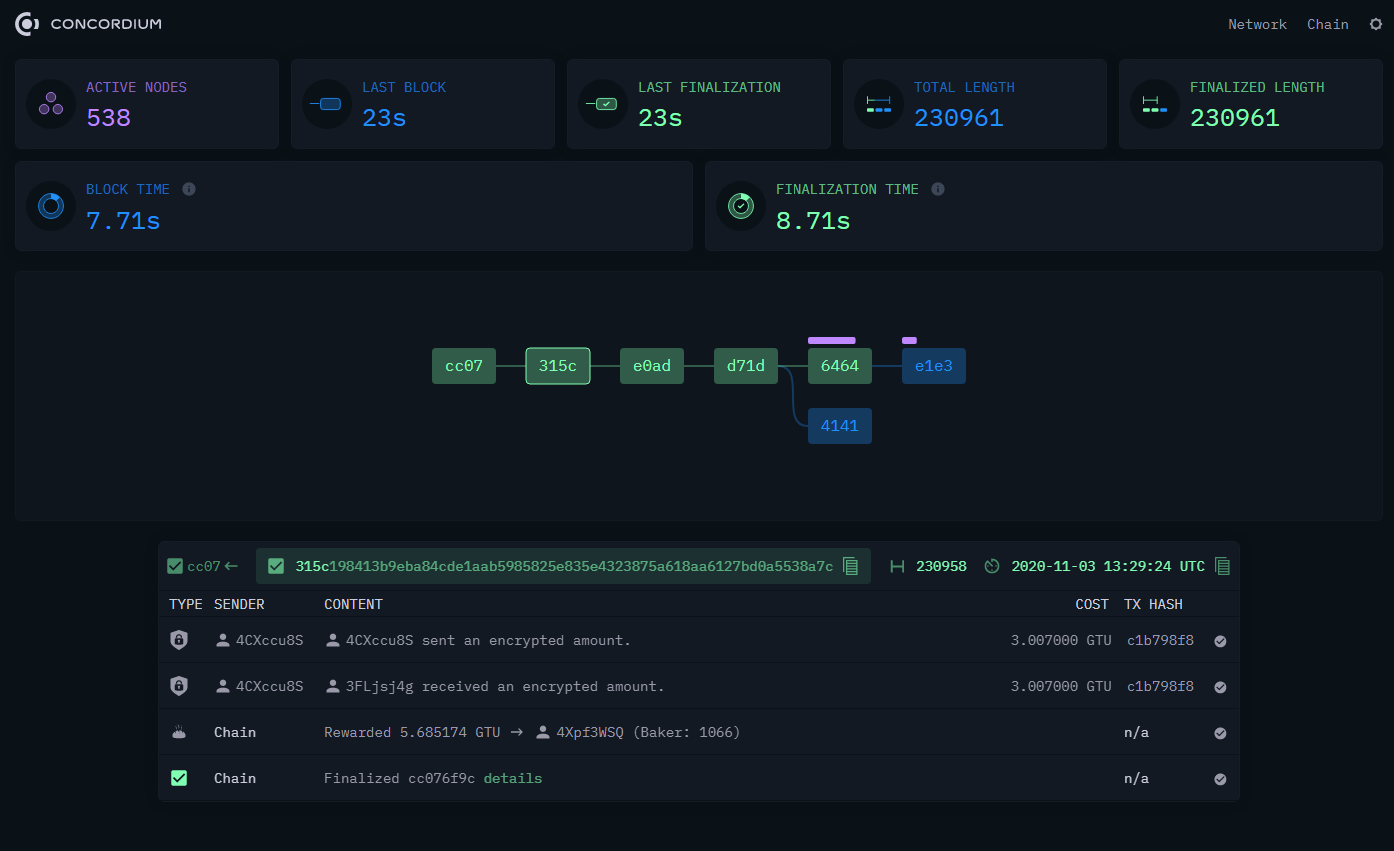 CONCORDIUM
Network Chain
ACTIVE NODES
538
LAST BLOCK
23s
LAST FINALIZATION
23s
TOTAL LENGTH
230961
FINALIZED LENGTH
230961
BLOCK TIME
7.71s
FINALIZATION TIME
8.71s
cc07 315c e0ad d71d 6464 e1e3
4141
cc07 315c198413b9eba84cde1aab5985825e835e4323875a618aa6127bd0a5538a7c 230958 2020-11-03 13:29:24 UTC
TYPE SENDER CONTENT COST TX HASH
4CXccu8S 4CXccu8S sent an encrypted amount. 3.007000 GTU c1b798f8
4CXccu8S 3FLjsj4g received an encrypted amount. 3.007000 GTU c1b798f8
Chain Rewarded 5.685174 GTU → 4Xpf3WSQ (Baker: 1066) n/a
Chain Finalized cc076f9c details n/a